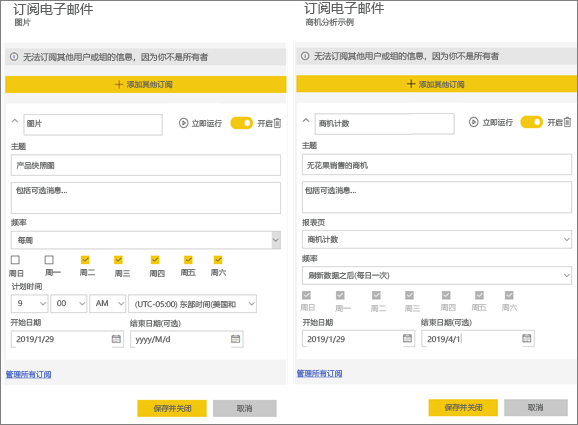 订阅电子邮件
图片
无法订阅其他用户或组的信息，因为你不是所有者
添加其他订阅
图片
立即运行
开启
主题
产品快照图
包括可选消息...
频率
每周
周日 周一 周二 周三 周四 周五 周六
计划时间
9 00 AM (UTC-05:00) 东部时间(美国和
开始日期 结束日期(可选)
2019/1/29 yyyy/M/d
管理所有订阅
保存并关闭 取消
订阅电子邮件
商机分析示例
无法订阅其他用户或组的信息，因为你不是所有者
添加其他订阅
商机计数
立即运行
开启
主题
无花果销售的商机
包括可选消息...
报表页
商机计数
频率
刷新数据之后(每日一次)
周日 周一 周二 周三 周四 周五 周六
开始日期 结束日期(可选)
2019/1/29 2019/4/1
管理所有订阅
保存并关闭 取消